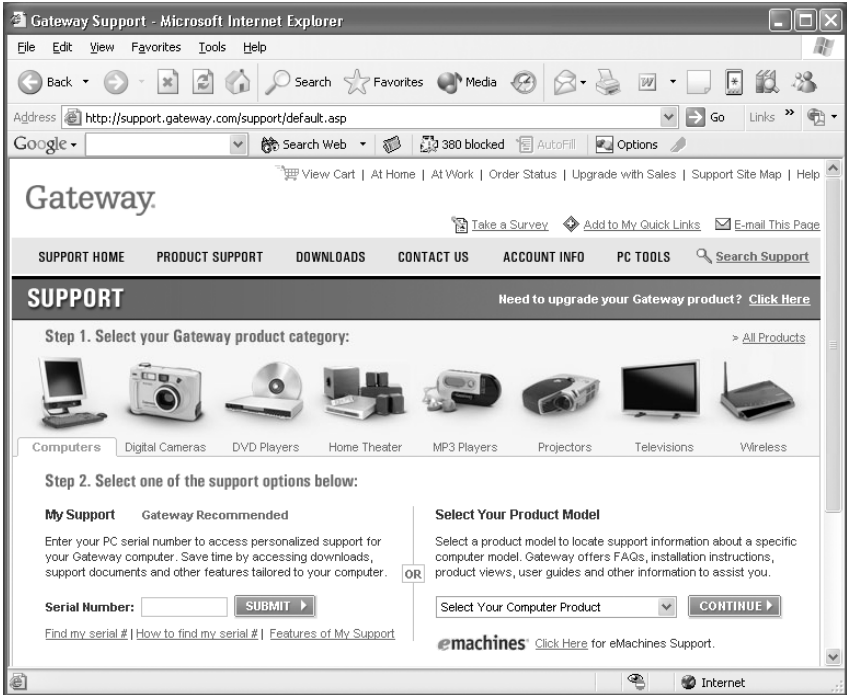 Gateway Support - Microsoft Internet Explorer
File Edit View Favorites Tools Help
Back Search Favorites Media
Address http://support.gateway.com/support/default.asp Go Links »
Google Search Web 380 blocked AutoFill Options
View Cart | At Home | At Work | Order Status | Upgrade with Sales | Support Site Map | Help
Gateway
Take a Survey Add to My Quick Links E-mail This Page
SUPPORT HOME PRODUCT SUPPORT DOWNLOADS CONTACT US ACCOUNT INFO PC TOOLS Search Support
SUPPORT Need to upgrade your Gateway product? Click Here
Step 1. Select your Gateway product category: > All Products
Computers Digital Cameras DVD Players Home Theater MP3 Players Projectors Televisions Wireless
Step 2. Select one of the support options below:
My Support Gateway Recommended
Enter your PC serial number to access personalized support for
your Gateway computer. Save time by accessing downloads,
support documents and other features tailored to your computer.
Serial Number: SUBMIT
Find my serial # | How to find my serial # | Features of My Support
OR
Select Your Product Model
Select a product model to locate support information about a specific
computer model. Gateway offers FAQs, installation instructions,
product views, user guides and other information to assist you.
Select Your Computer Product CONTINUE
emachines Click Here for eMachines Support.
Internet